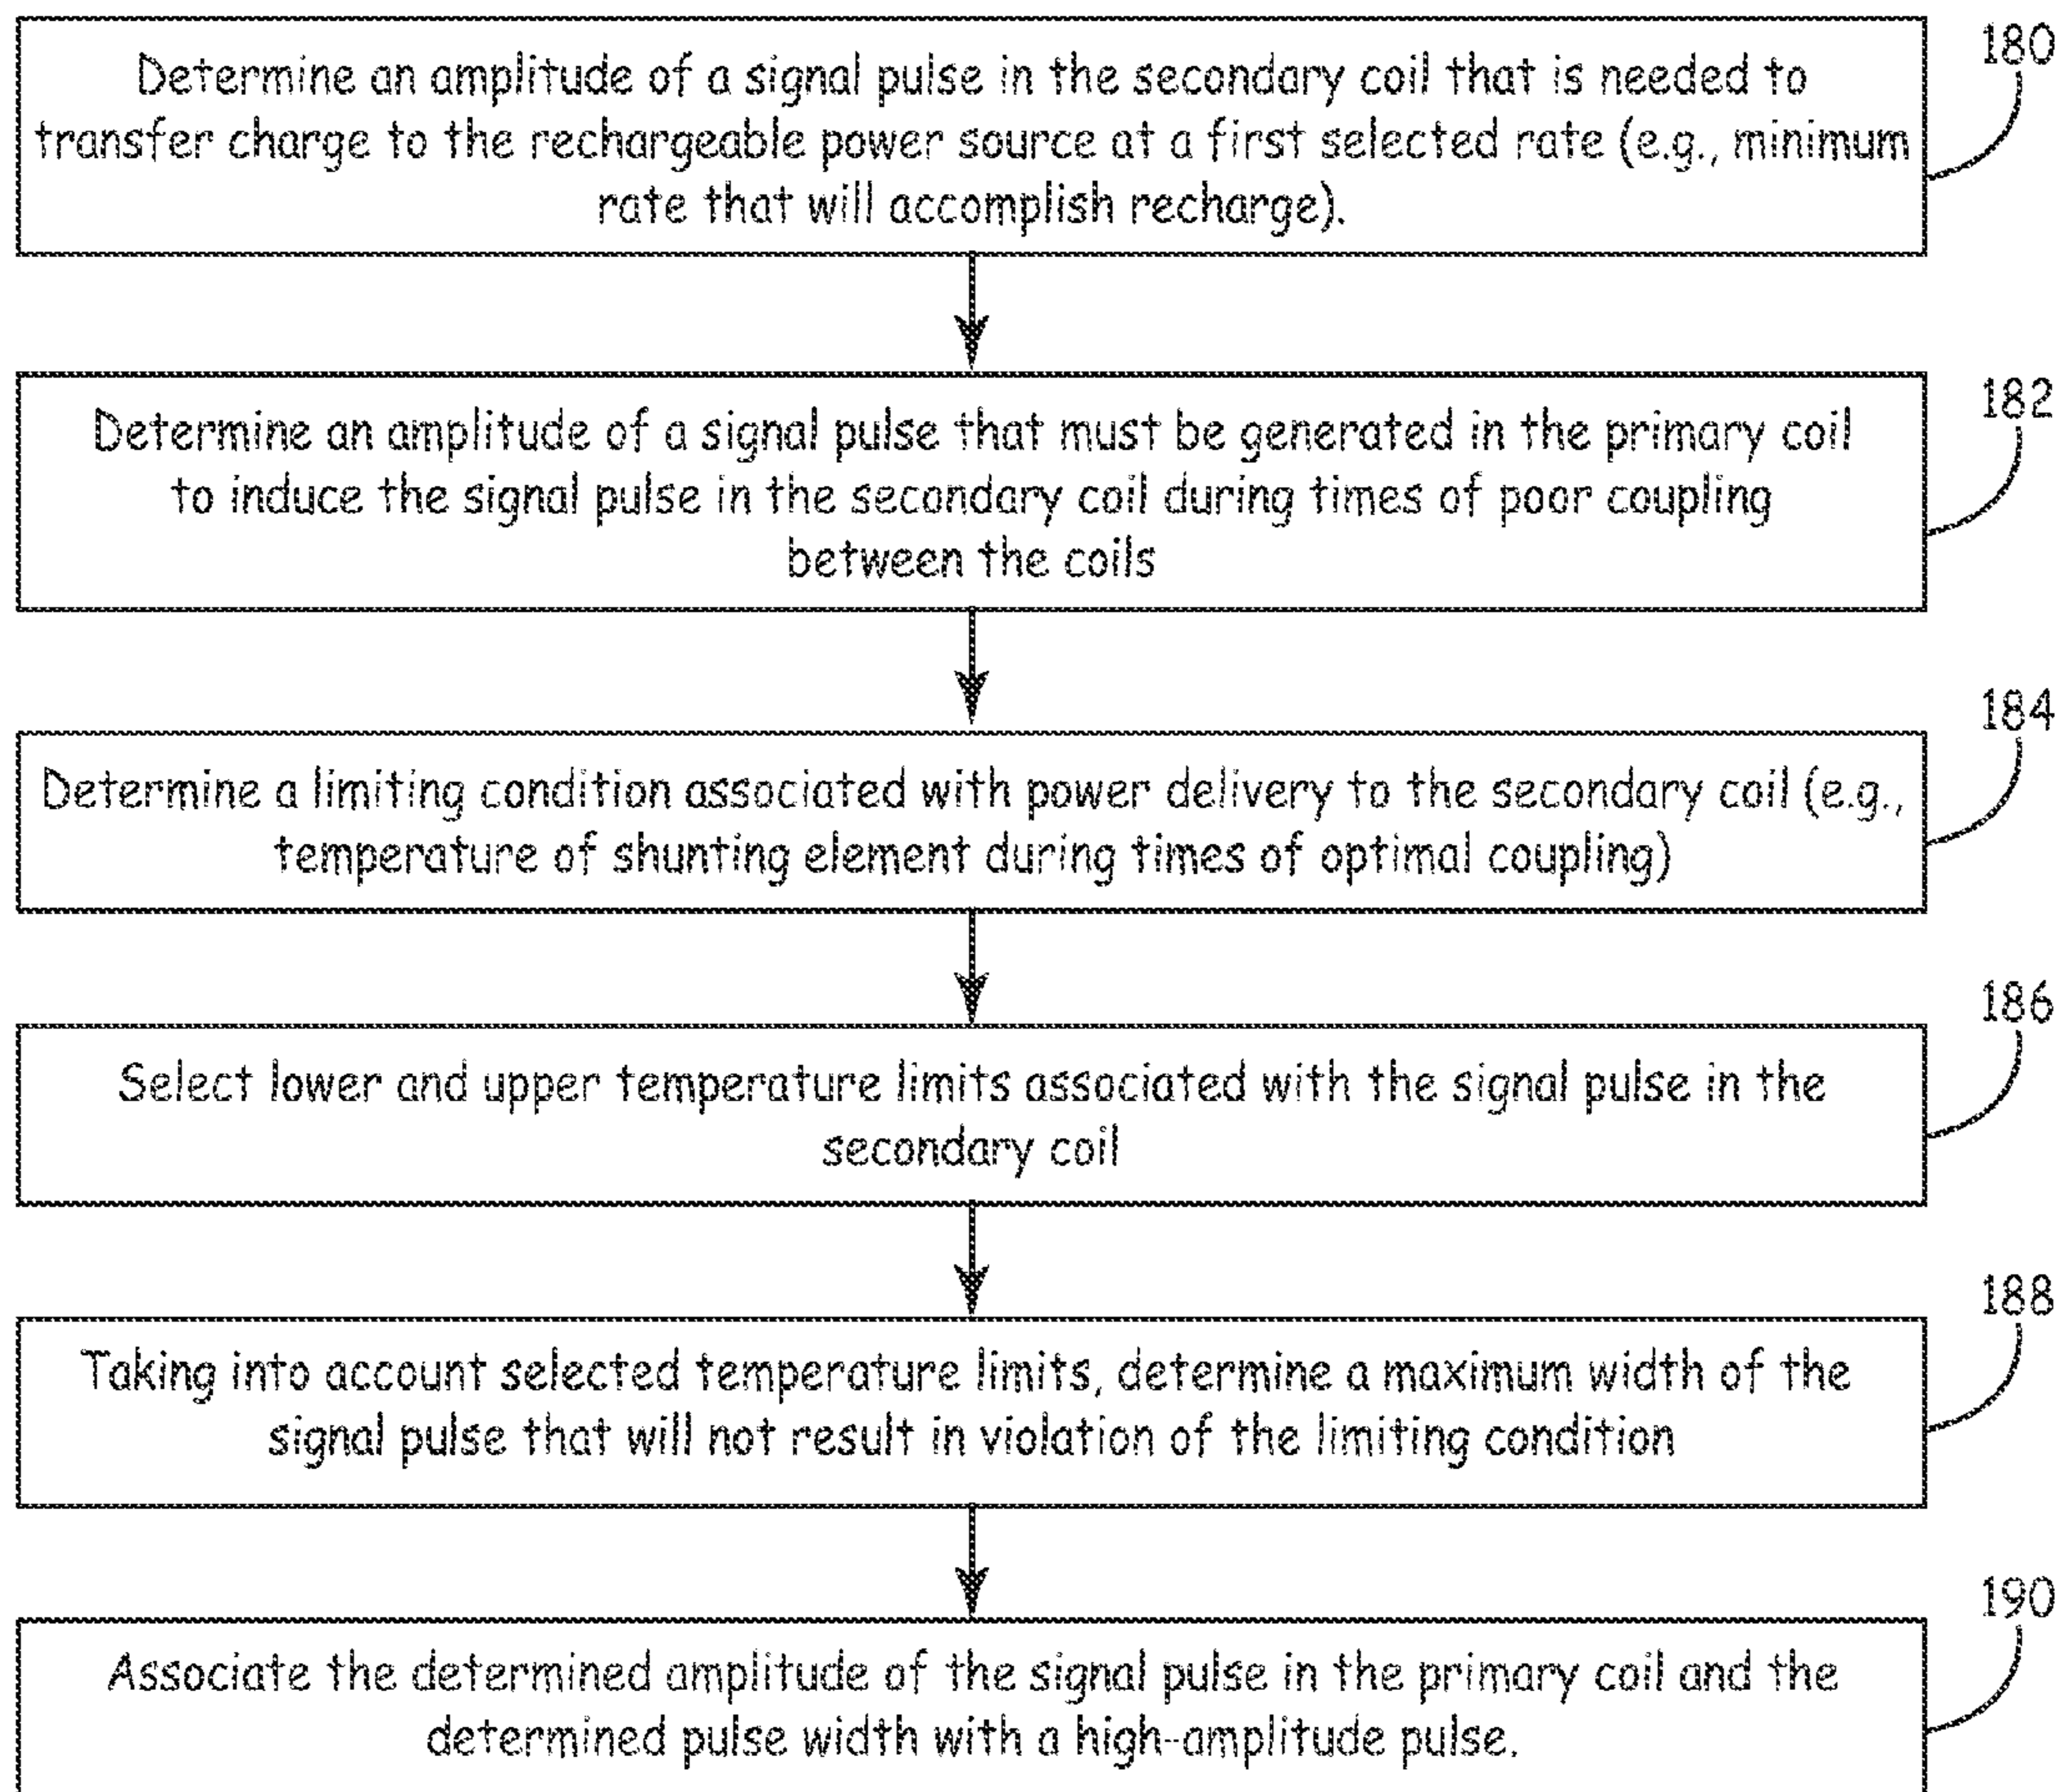 180
Determine an amplitude of a signal pulse in the secondary coil that is needed to
transfer charge to the rechargeable power source at a first selected rate (e.g., minimum
rate that will accomplish recharge).
182
Determine an amplitude of a signal pulse that must be generated in the primary coil
to induce the signal pulse in the secondary coil during times of poor coupling
between the coils
184
Determine a limiting condition associated with power delivery to the secondary coil (e.g.,
temperature of shunting element during times of optimal coupling)
186
Select lower and upper temperature limits associated with the signal pulse in the
secondary coil
188
Taking into account selected temperature limits, determine a maximum width of the
signal pulse that will not result in violation of the limiting condition
190
Associate the determined amplitude of the signal pulse in the primary coil and the
determined pulse width with a high-amplitude pulse.